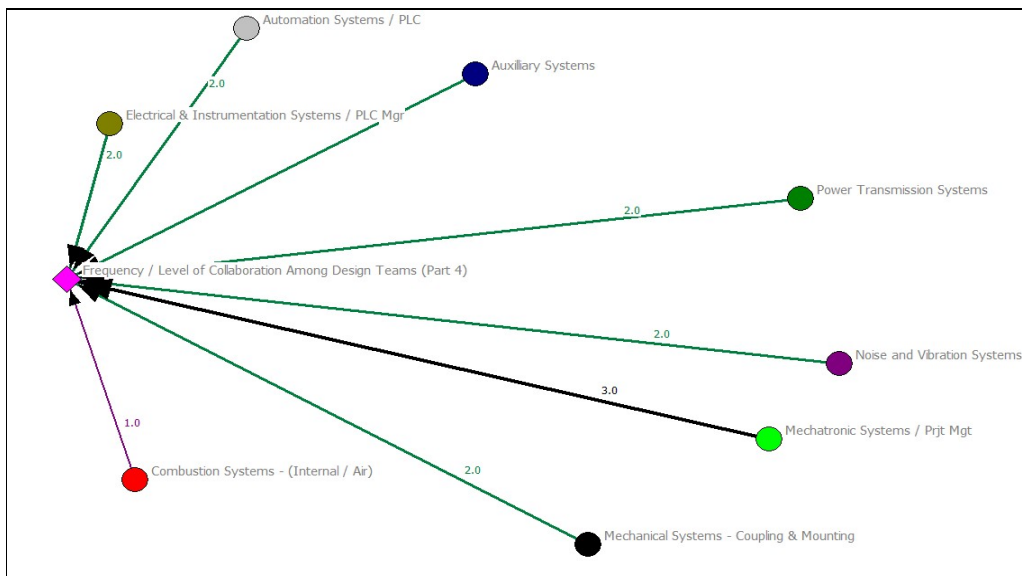 Automation Systems / PLC
Auxiliary Systems
2.0
Electrical & Instrumentation Systems / PLC Mgr
2.0
Power Transmission Systems
2.0
Frequency / Level of Collaboration Among Design Teams (Part 4)
2.0
Noise and Vibration Systems
3.0
1.0
Mechatronic Systems / Prjt Mgt
Combustion Systems - (Internal / Air)
2.0
Mechanical Systems - Coupling & Mounting